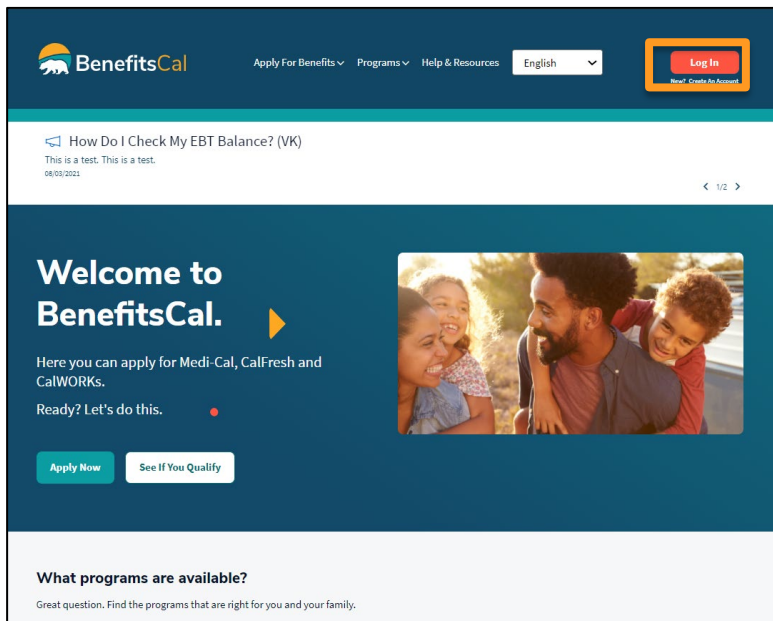 BenefitsCal
Apply For Benefits Programs Help & Resources English Log In
New? Create An Account
How Do I Check My EBT Balance? (VK)
This is a test. This is a test.
08/03/2021
1/2
Welcome to
BenefitsCal.
Here you can apply for Medi-Cal, CalFresh and
CalWORKs.
Ready? Let's do this.
Apply Now See If You Qualify
What programs are available?
Great question. Find the programs that are right for you and your family.